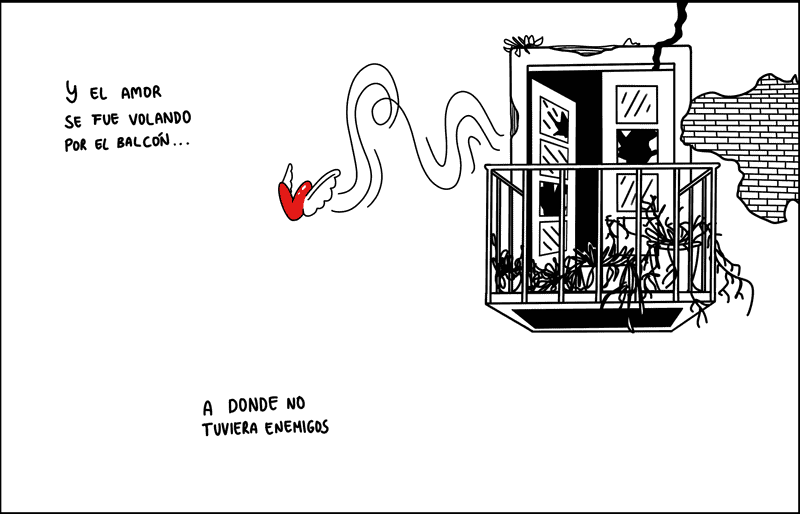 Y EL AMOR
SE FUE VOLANDO
POR EL BALCÓN...
A DONDE NO
TUVIERA ENEMIGOS